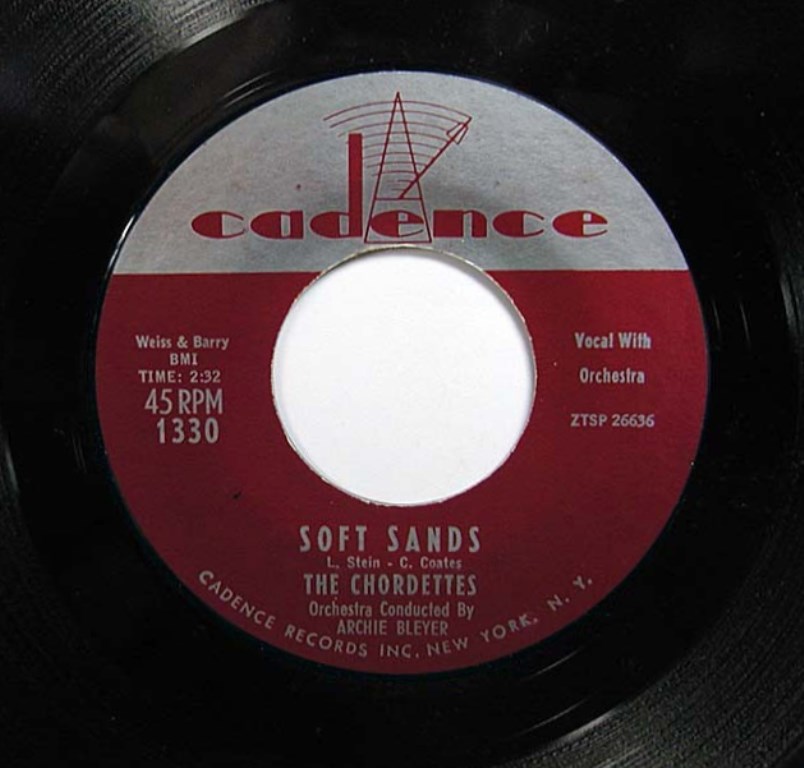 cadence
Weiss & Barry
BMI
TIME: 2:32
45 RPM
1330
Vocal With
Orchestra
ZTSP 26636
SOFT SANDS
L. Stein - C. Coates
THE CHORDETTES
Orchestra Conducted By
ARCHIE BLEYER
CADENCE RECORDS INC. NEW YORK. N. Y.